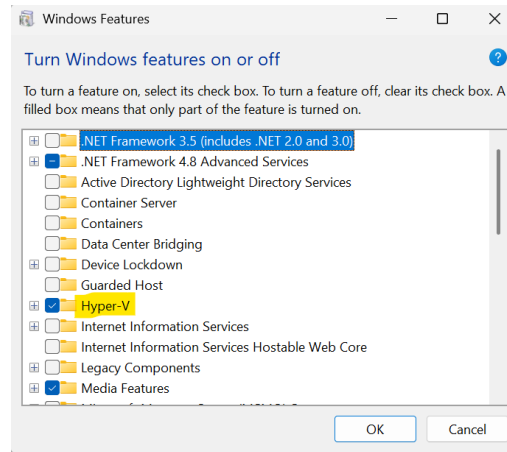 Windows Features
Turn Windows features on or off
?
To turn a feature on, select its check box. To turn a feature off, clear its check box. A
filled box means that only part of the feature is turned on.
.NET Framework 3.5 (includes .NET 2.0 and 3.0)
.NET Framework 4.8 Advanced Services
Active Directory Lightweight Directory Services
Container Server
Containers
Data Center Bridging
Device Lockdown
Guarded Host
Hyper-V
Internet Information Services
Internet Information Services Hostable Web Core
Legacy Components
Media Features
OK
Cancel